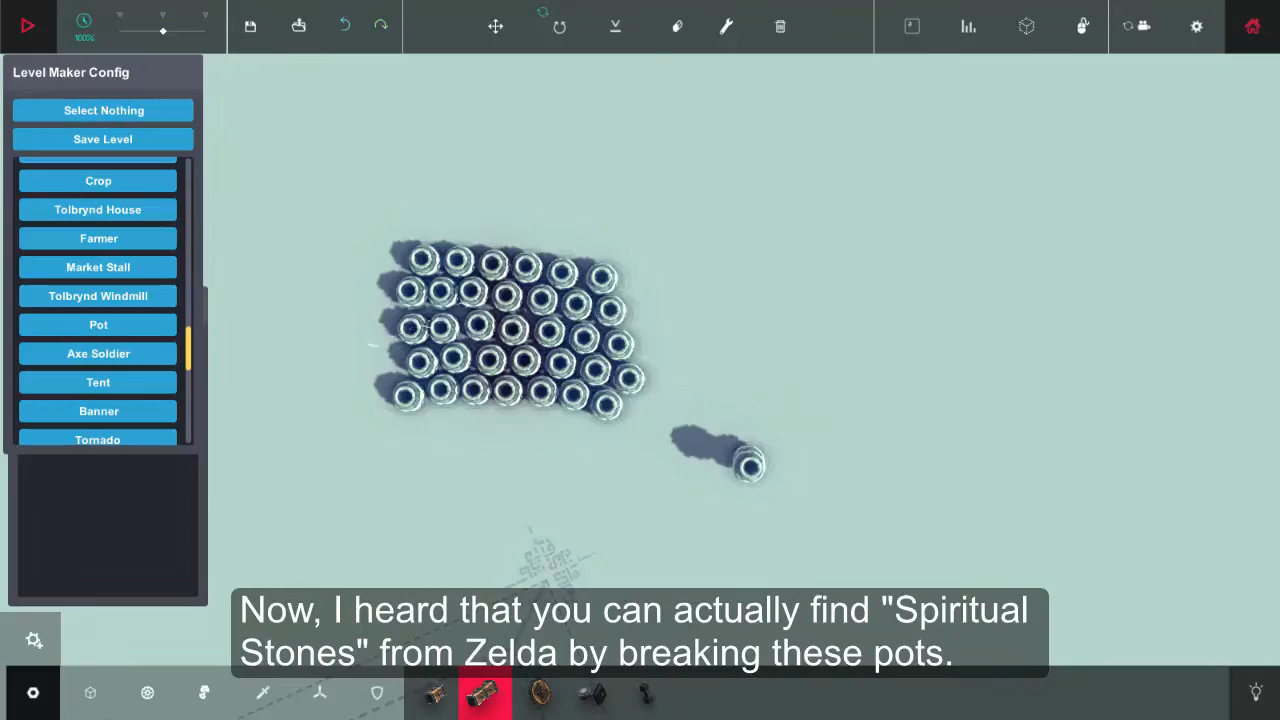 100%
Level Maker Config
Select Nothing
Save Level
Crop
Tolbrynd House
Farmer
Market Stall
Tolbrynd Windmill
Pot
Axe Soldier
Tent
Banner
Tornado
Now, I heard that you can actually find "Spiritual
Stones" from Zelda by breaking these pots.